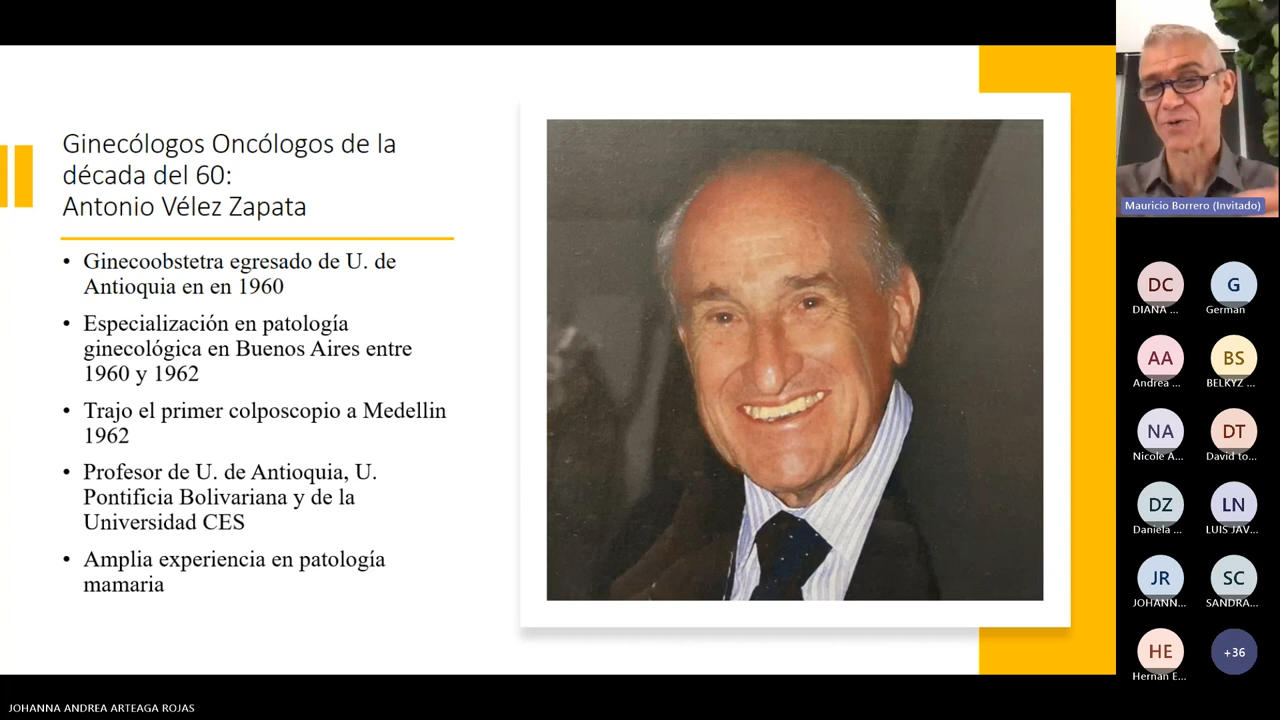 Ginecólogos Oncólogos de la
década del 60:
Antonio Vélez Zapata
• Ginecoobstetra egresado de U. de
Antioquia en en 1960
• Especialización en patología
ginecológica en Buenos Aires entre
1960 y 1962
• Trajo el primer colposcopio a Medellin
1962
• Profesor de U. de Antioquia, U.
Pontificia Bolivariana y de la
Universidad CES
• Amplia experiencia en patología
mamaria
Mauricio Borrero (Invitado)
DC
DIANA ...
G
German
AA
Andrea ...
BS
BELKYZ ...
NA
Nicole A...
DT
David to...
DZ
Daniela ...
LN
LUIS JAV...
JR
JOHANN...
SC
SANDRA...
HE
Hernan E...
+36
JOHANNA ANDREA ARTEAGA ROJAS